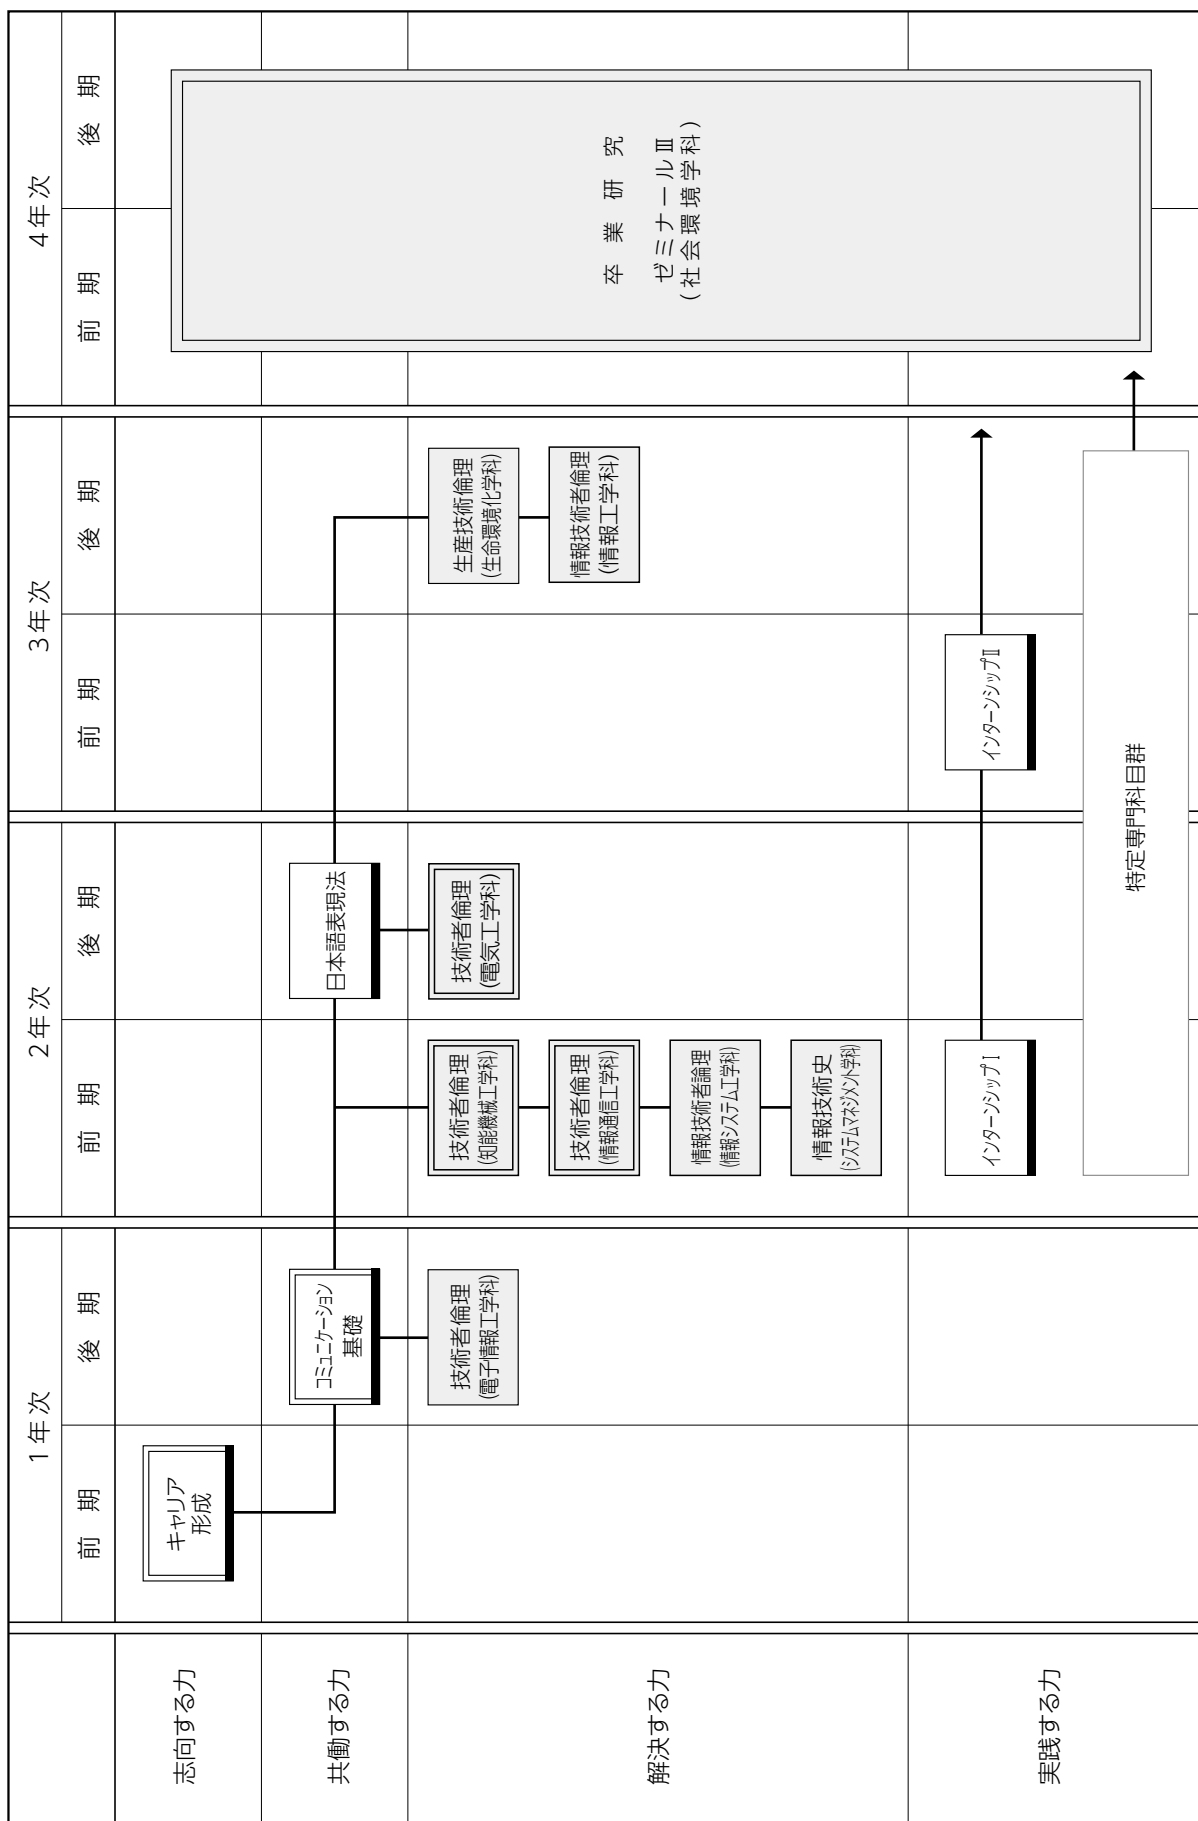 1年次
2年次
3年次
4年次
前期
後期
前期
後期
前期
後期
前期
後期
志向する力
キャリア
形成
共働する力
コミュニケーション
基礎
日本語表現法
解決する力
技術者倫理
(電子情報工学科)
技術者倫理
(知能機械工学科)
技術者倫理
(情報通信工学科)
情報技術者論理
(情報システム工学科)
情報技術史
(システムマネジメント学科)
技術者倫理
(電気工学科)
生産技術倫理
(生命環境化学科)
情報技術者倫理
(情報工学科)
実践する力
インターンシップⅠ
インターンシップⅡ
特定専門科目群
卒業研究
ゼミナールⅢ
(社会環境学科)